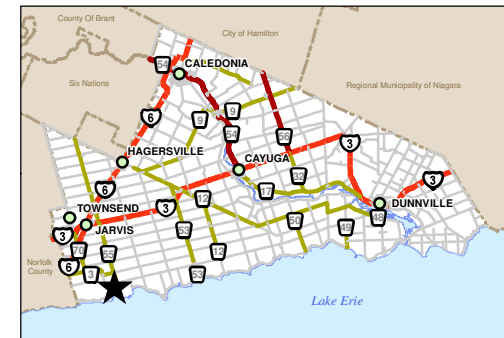 County Of Brant
City of Hamilton
54
CALEDONIA
Six Nations
Regional Municipality of Niagara
6
9
9
54
56
3
HAGERSVILLE
CAYUGA
32
3
6
17
12
3
TOWNSEND
DUNNVILLE
48
50
JARVIS
49
3
53
70
55
12
Norfolk
County
6
3
53
Lake Erie